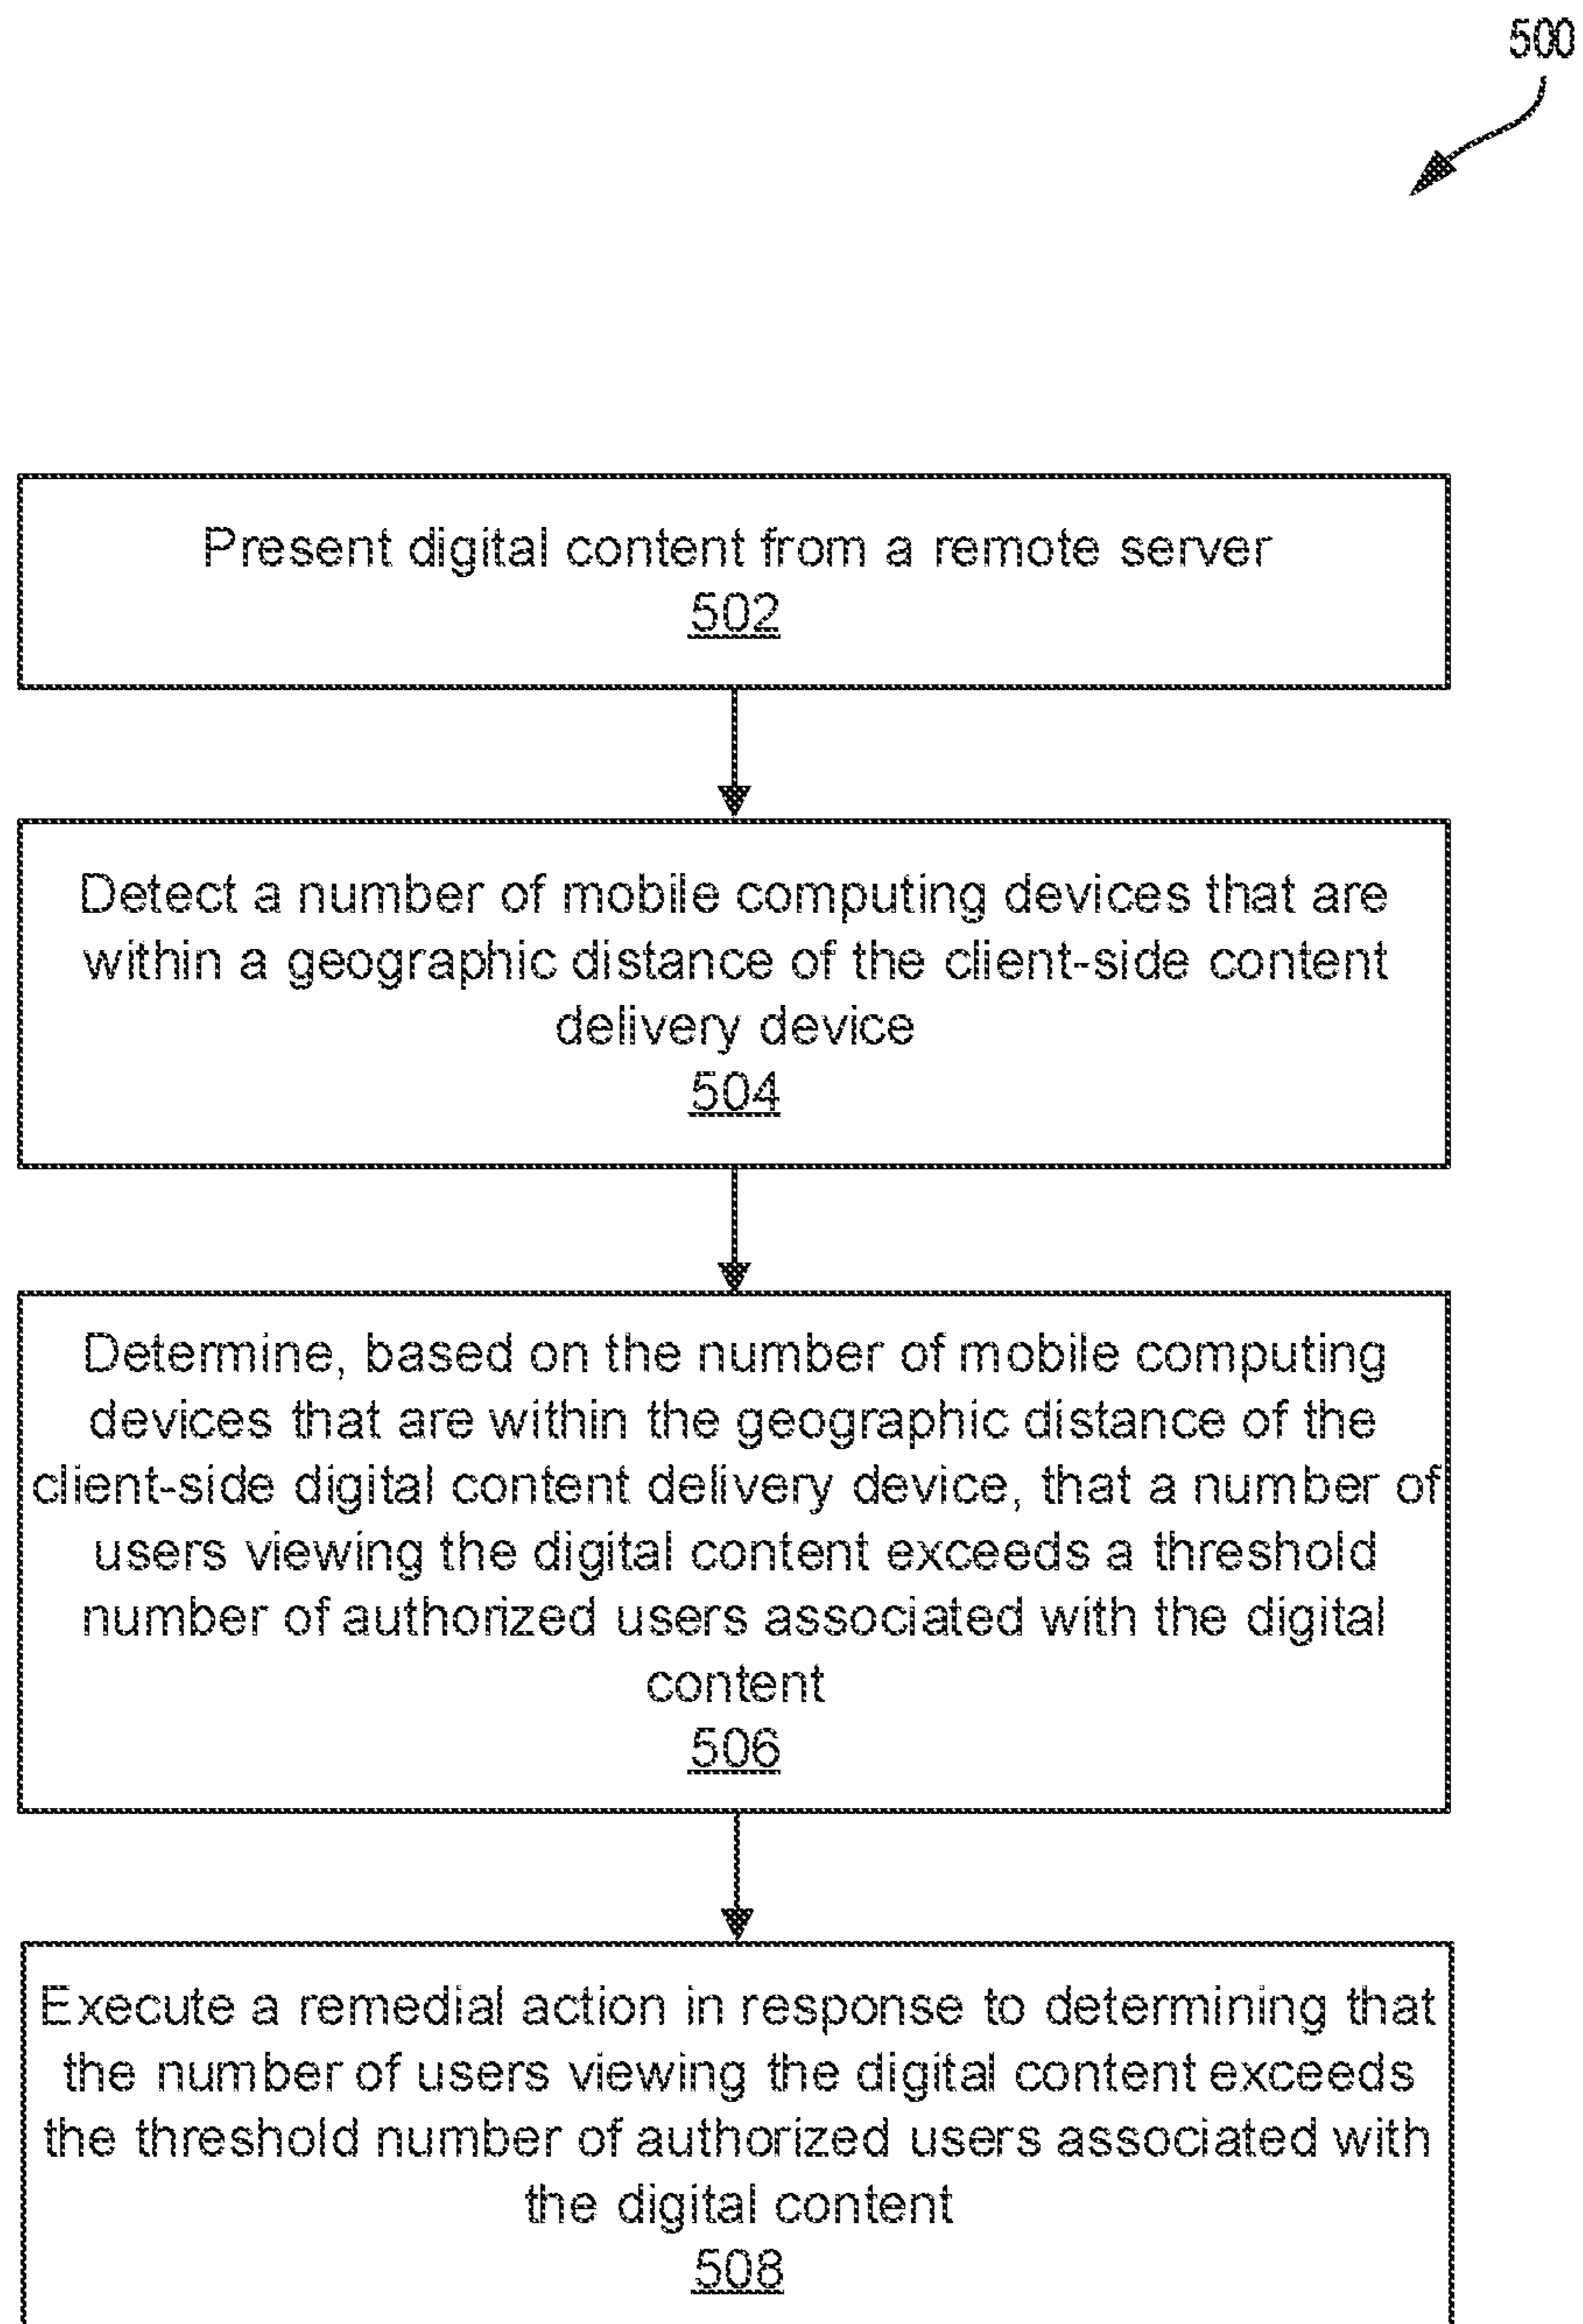 500
Present digital content from a remote server
502
Detect a number of mobile computing devices that are
within a geographic distance of the client-side content
delivery device
504
Determine, based on the number of mobile computing
devices that are within the geographic distance of the
client-side digital content delivery device, that a number of
users viewing the digital content exceeds a threshold
number of authorized users associated with the digital
content
506
Execute a remedial action in response to determining that
the number of users viewing the digital content exceeds
the threshold number of authorized users associated with
the digital content
508